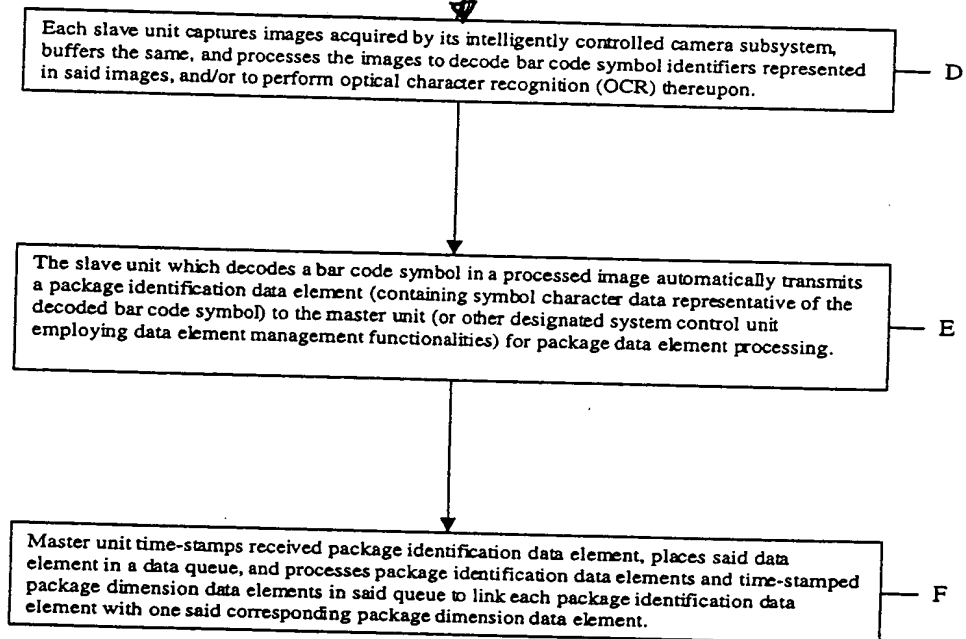 Each slave unit captures images acquired by its intelligently controlled camera subsystem,
buffers the same, and processes the images to decode bar code symbol identifiers represented
in said images, and/or to perform optical character recognition (OCR) thereupon.
D
The slave unit which decodes a bar code symbol in a processed image automatically transmits
a package identification data element (containing symbol character data representative of the
decoded bar code symbol) to the master unit (or other designated system control unit
employing data element management functionalities) for package data element processing.
E
Master unit time-stamps received package identification data element, places said data
element in a data queue, and processes package identification data elements and time-stamped
package dimension data elements in said queue to link each package identification data
element with one said corresponding package dimension data element.
F